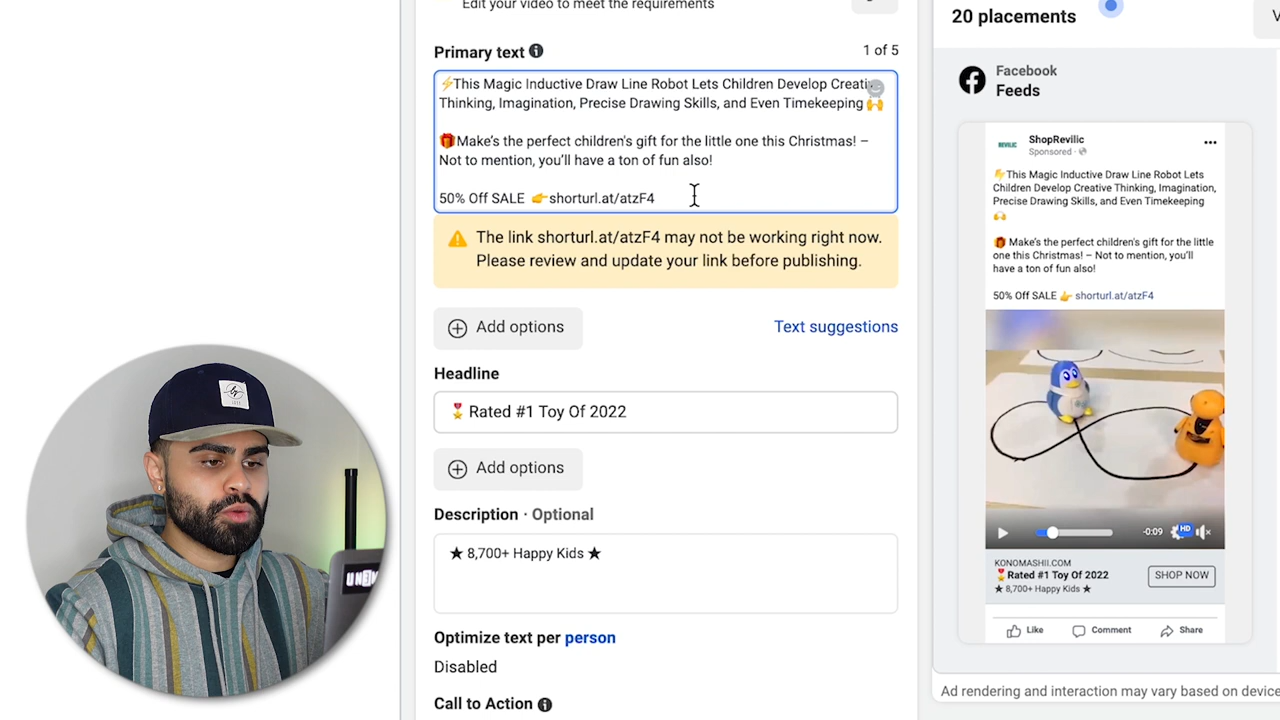 Edit your video to meet the requirements
Primary text
1 of 5
⚡This Magic Inductive Draw Line Robot Lets Children Develop
Thinking, Imagination, Precise Drawing Skills, and Even Timekeeping 🙌
🎁Make's the perfect children's gift for the little one this Christmas! –
Not to mention, you'll have a ton of fun also!
50% Off SALE 👉shorturl.at/atzF4
The link shorturl.at/atzF4 may not be working right now.
Please review and update your link before publishing.
Add options
Text suggestions
Headline
🎖️Rated #1 Toy Of 2022
Add options
Description · Optional
★ 8,700+ Happy Kids ★
Optimize text per person
Disabled
Call to Action
20 placements
V
Facebook
Feeds
REVILIC
ShopRevilic
Sponsored ·
⚡This Magic Inductive Draw Line Robot Lets
Children Develop Creative Thinking, Imagination,
Precise Drawing Skills, and Even Timekeeping
🙌
🎁 Make's the perfect children's gift for the little
one this Christmas! – Not to mention, you'll
have a ton of fun also!
50% Off SALE 👉 shorturl.at/atzF4
-0:09
HD
KONOMASHII.COM
🎖️Rated #1 Toy Of 2022
★ 8,700+ Happy Kids ★
SHOP NOW
Like
Comment
Share
Ad rendering and interaction may vary based on device